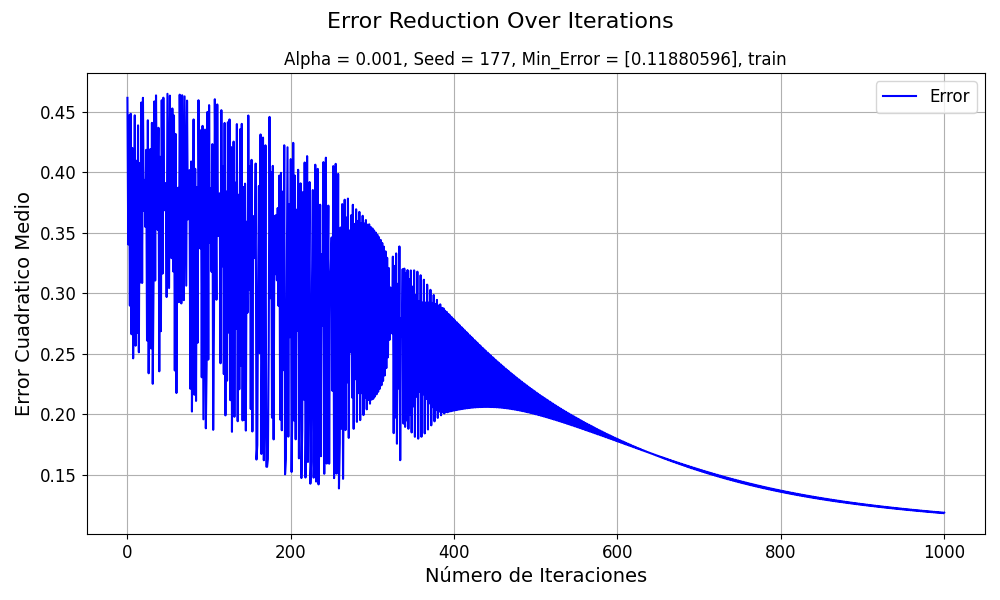 Error Reduction Over Iterations
Alpha = 0.001, Seed = 177, Min_Error = [0.11880596], train
Error
Error Cuadratico Medio
0.45
0.40
0.35
0.30
0.25
0.20
0.15
0 200 400 600 800 1000
Número de Iteraciones